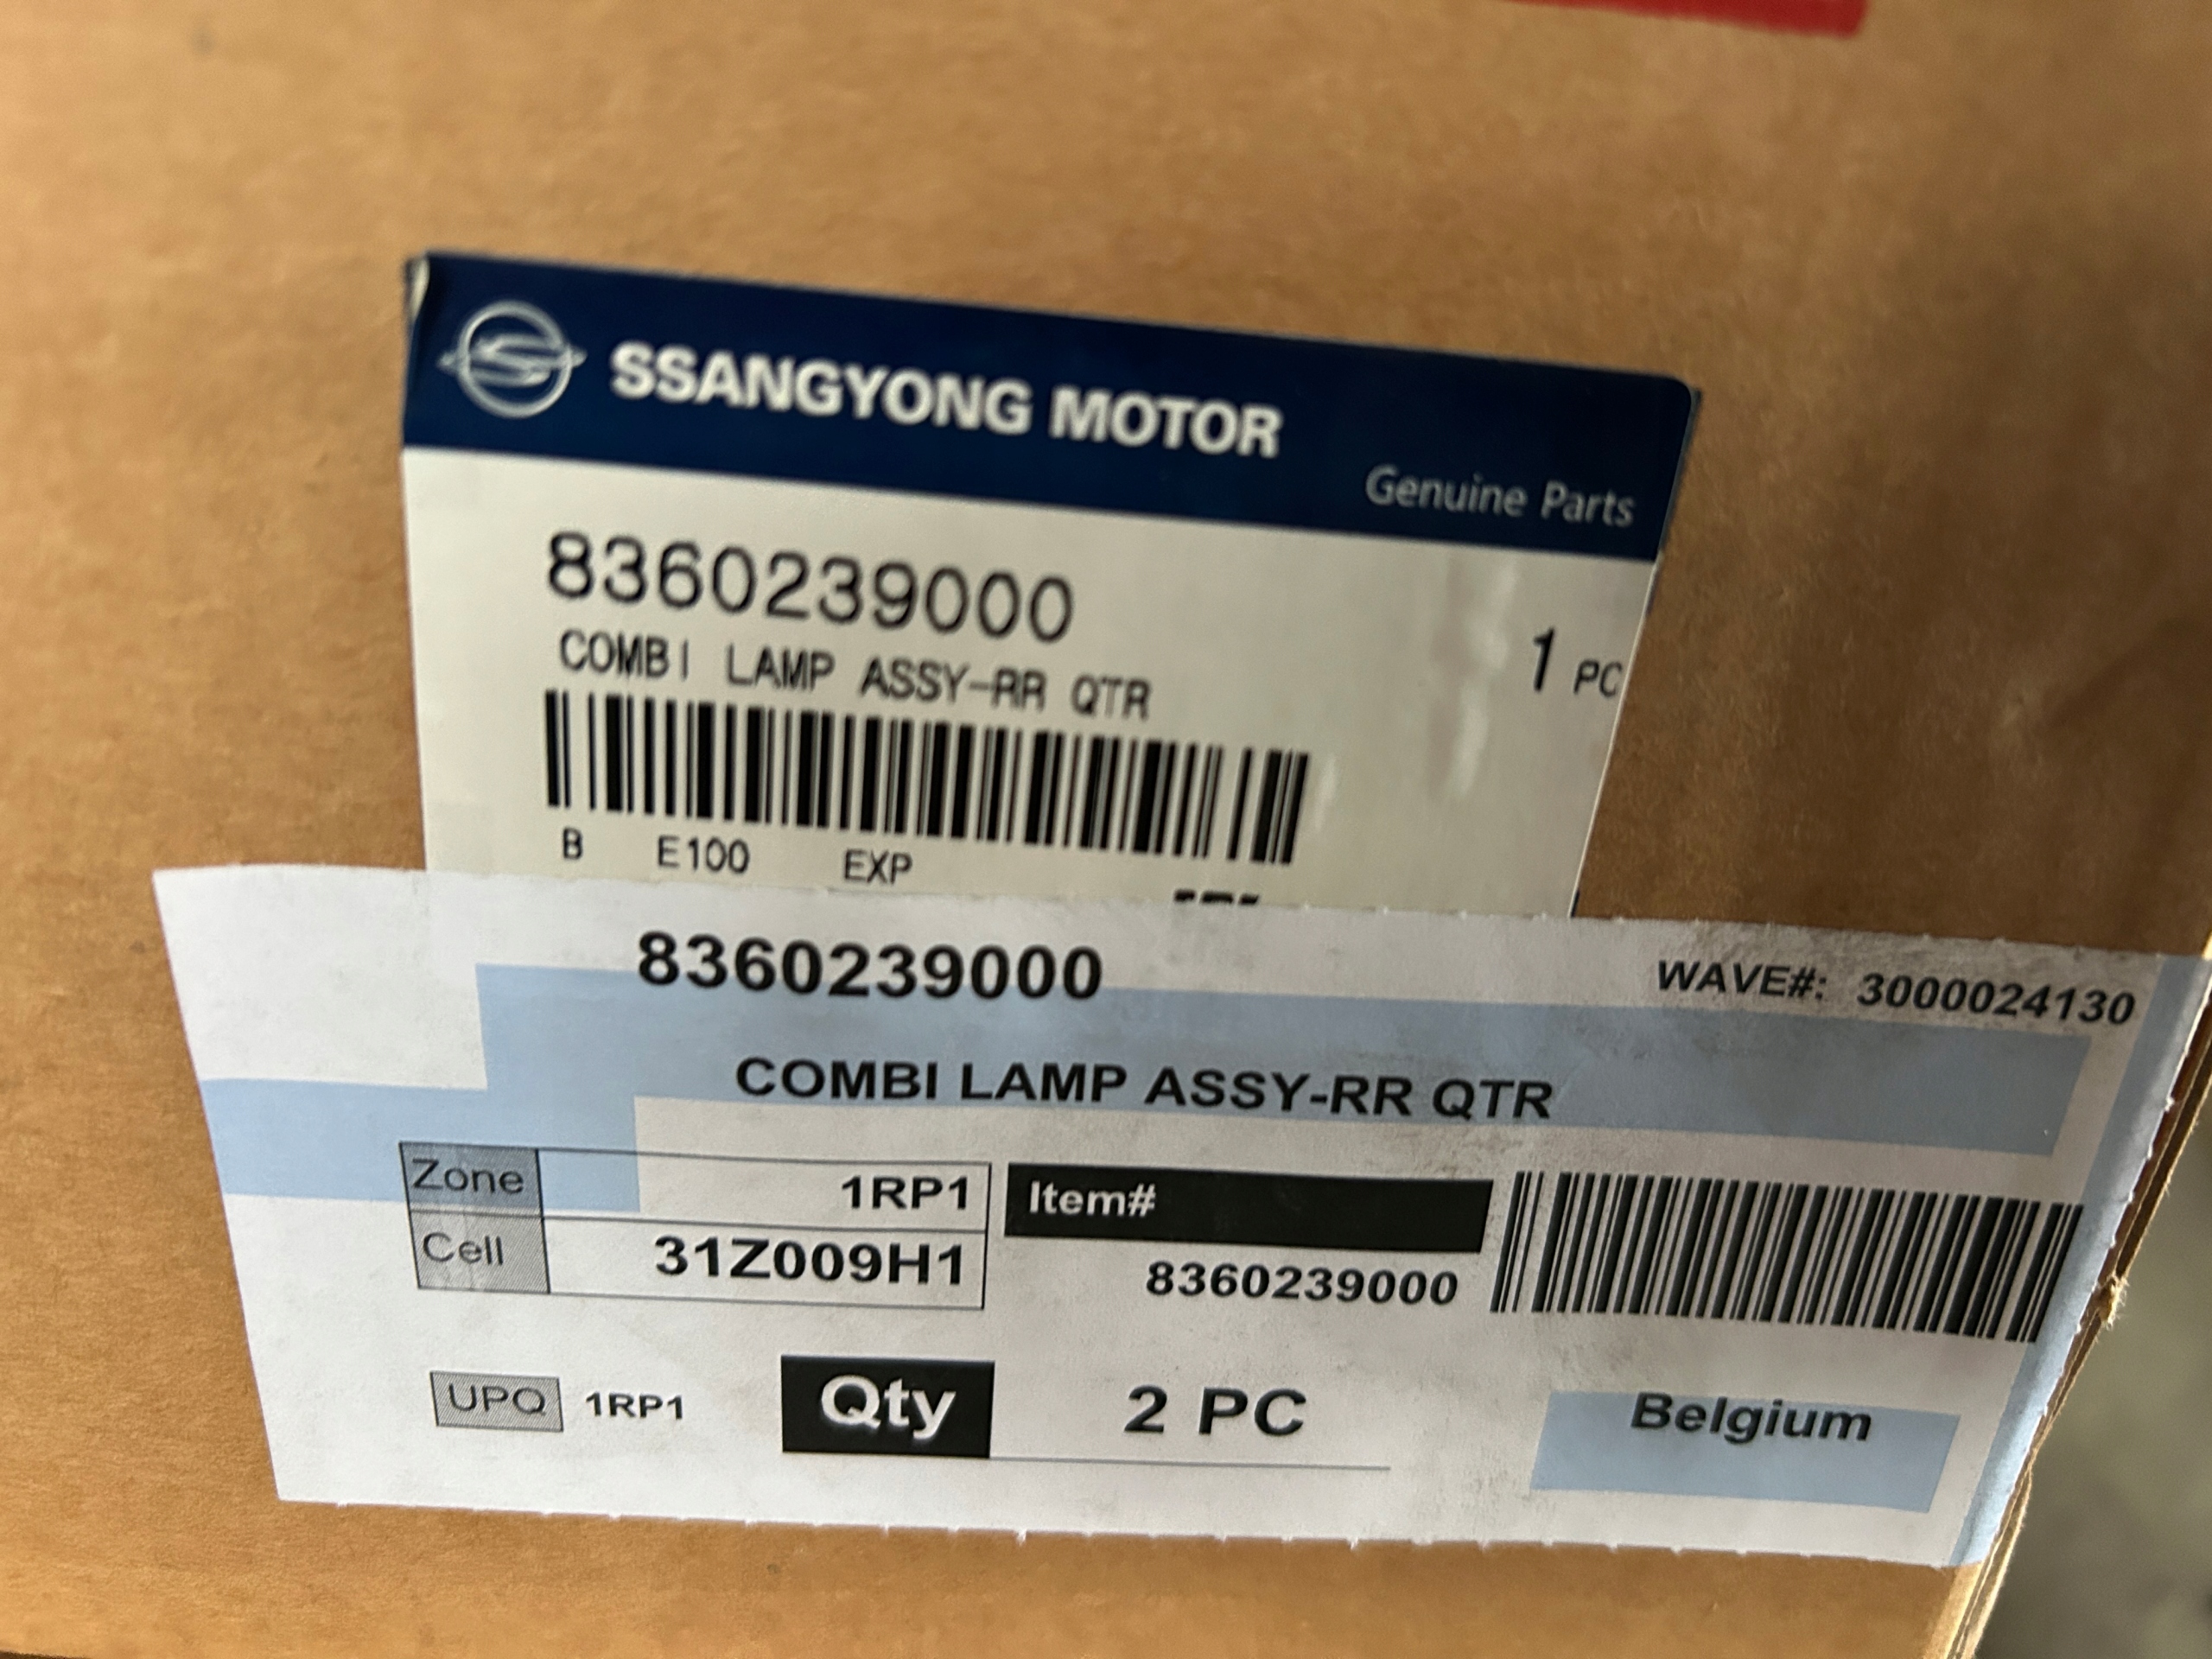 SSANGYONG MOTOR
Genuine Parts
8360239000
COMBI LAMP ASSY-RR QTR
1 PC
B E100 EXP
8360239000
WAVE#: 3000024130
COMBI LAMP ASSY-RR QTR
Zone 1RP1
Cell 31Z009H1
Item#
8360239000
UPQ 1RP1
Qty 2 PC
Belgium